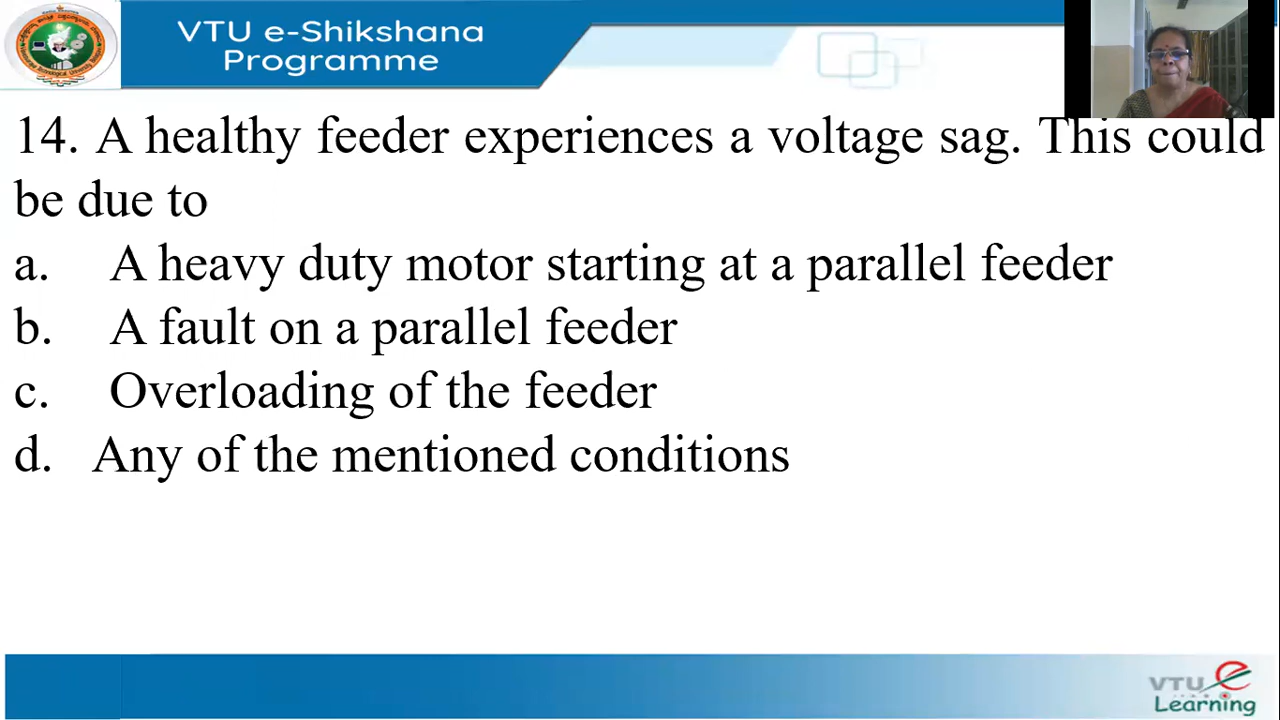 VTU e-Shikshana
Programme
14. A healthy feeder experiences a voltage sag. This could
be due to
a. A heavy duty motor starting at a parallel feeder
b. A fault on a parallel feeder
c. Overloading of the feeder
d. Any of the mentioned conditions
VTU e
Learning